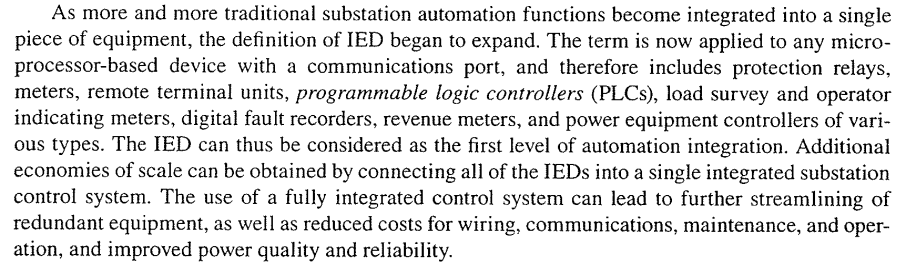 As more and more traditional substation automation functions become integrated into a single
piece of equipment, the definition of IED began to expand. The term is now applied to any micro-
processor-based device with a communications port, and therefore includes protection relays,
meters, remote terminal units, programmable logic controllers (PLCs), load survey and operator
indicating meters, digital fault recorders, revenue meters, and power equipment controllers of vari-
ous types. The IED can thus be considered as the first level of automation integration. Additional
economies of scale can be obtained by connecting all of the IEDs into a single integrated substation
control system. The use of a fully integrated control system can lead to further streamlining of
redundant equipment, as well as reduced costs for wiring, communications, maintenance, and oper-
ation, and improved power quality and reliability.